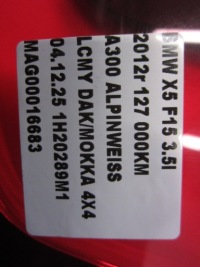 BMW X5 F15 3.5I
2012r 127 000KM
A300 ALPINWEISS
LCMY DAK/MOKKA 4X4
04.12.25 1H20289M1
MAG00016683